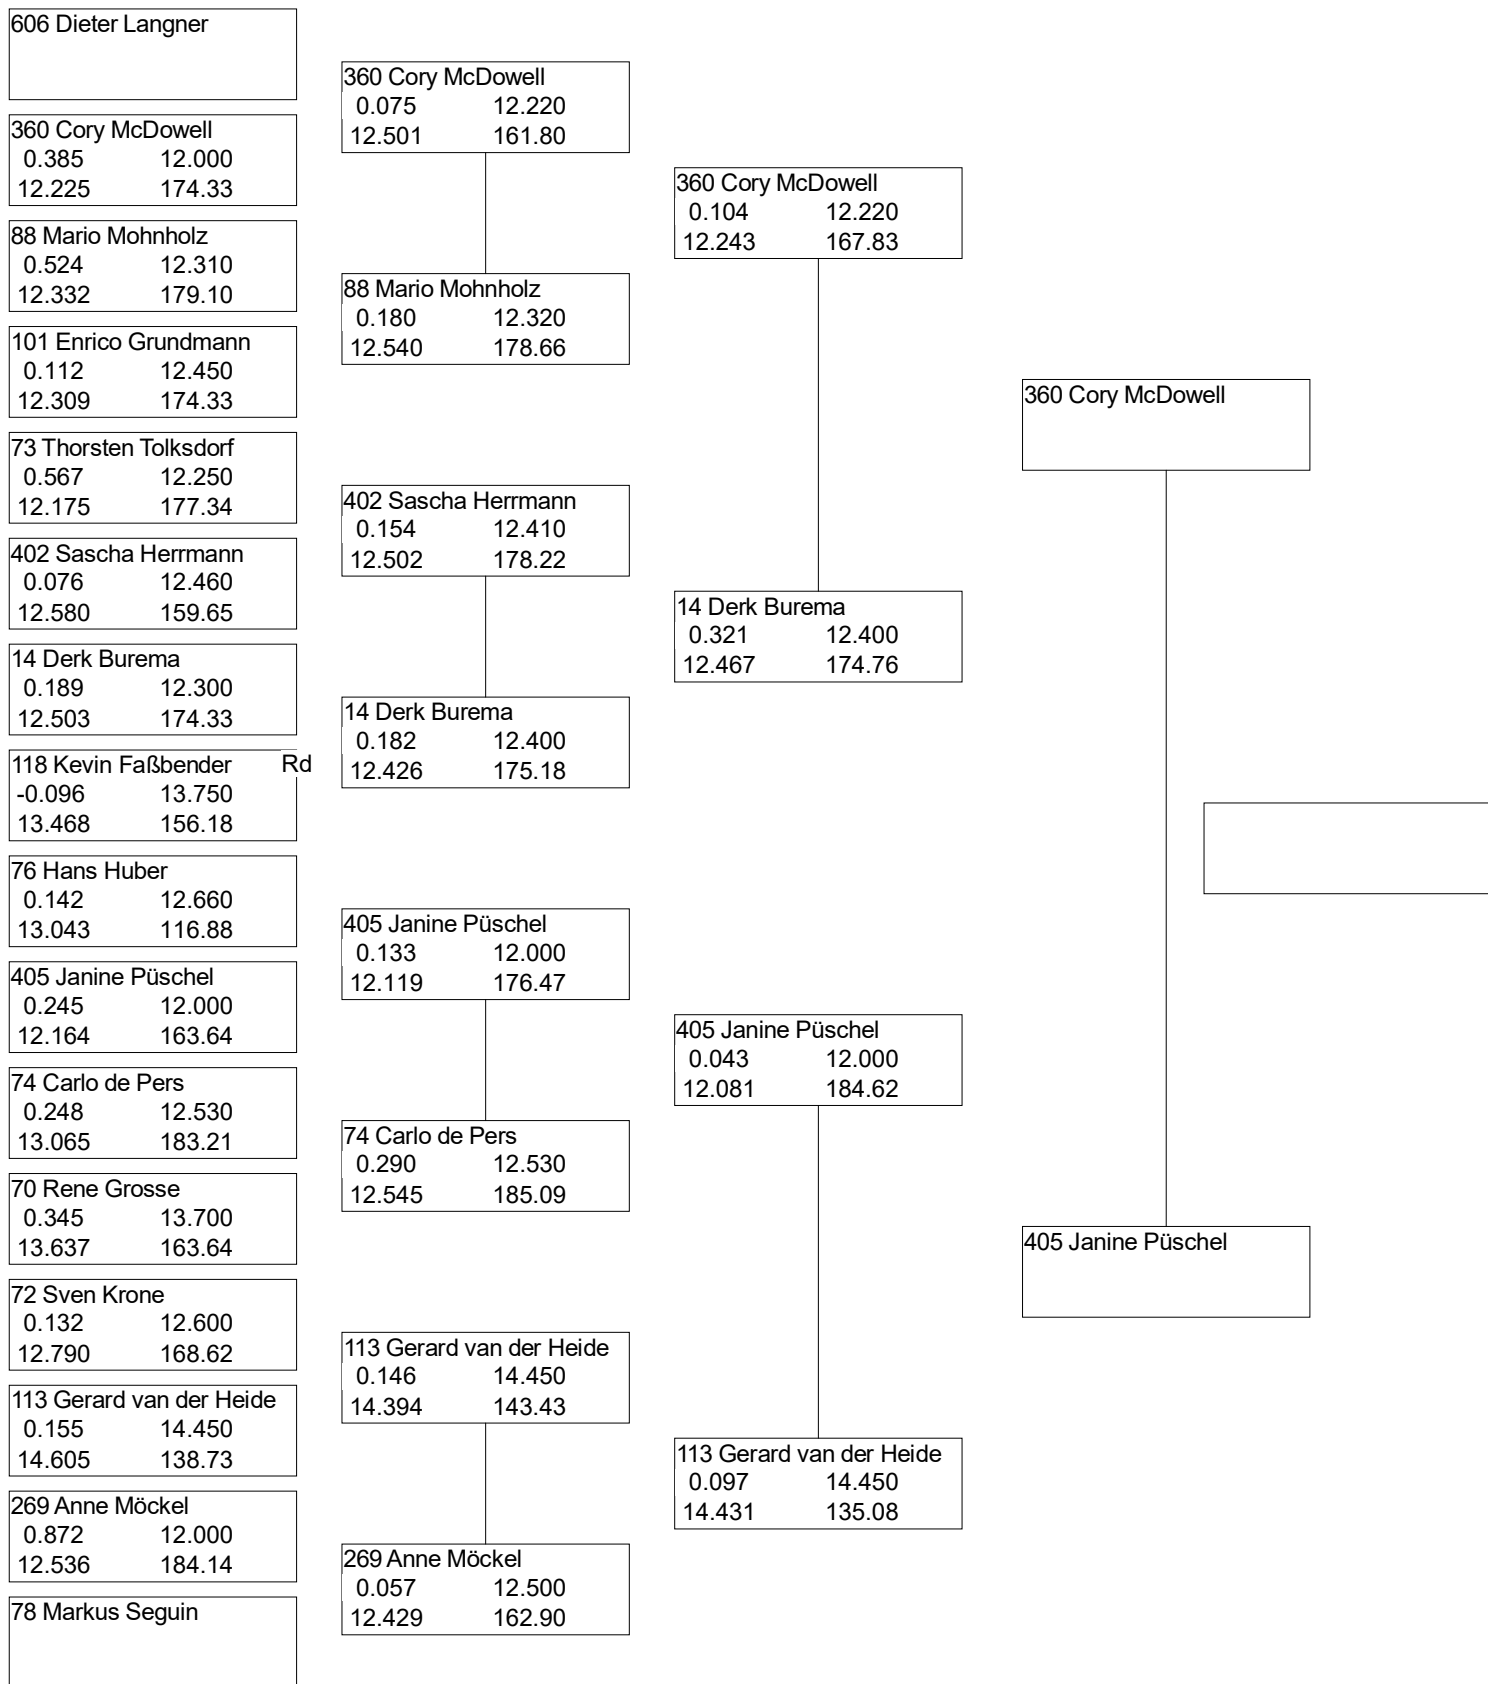 606 Dieter Langner
360 Cory McDowell
0.385 12.000
12.225 174.33
88 Mario Mohnholz
0.524 12.310
12.332 179.10
101 Enrico Grundmann
0.112 12.450
12.309 174.33
73 Thorsten Tolksdorf
0.567 12.250
12.175 177.34
402 Sascha Herrmann
0.076 12.460
12.580 159.65
14 Derk Burema
0.189 12.300
12.503 174.33
118 Kevin Faßbender Rd
-0.096 13.750
13.468 156.18
76 Hans Huber
0.142 12.660
13.043 116.88
405 Janine Püschel
0.245 12.000
12.164 163.64
74 Carlo de Pers
0.248 12.530
13.065 183.21
70 Rene Grosse
0.345 13.700
13.637 163.64
72 Sven Krone
0.132 12.600
12.790 168.62
113 Gerard van der Heide
0.155 14.450
14.605 138.73
269 Anne Möckel
0.872 12.000
12.536 184.14
78 Markus Seguin
360 Cory McDowell
0.075 12.220
12.501 161.80
88 Mario Mohnholz
0.180 12.320
12.540 178.66
402 Sascha Herrmann
0.154 12.410
12.502 178.22
14 Derk Burema
0.182 12.400
12.426 175.18
405 Janine Püschel
0.133 12.000
12.119 176.47
74 Carlo de Pers
0.290 12.530
12.545 185.09
113 Gerard van der Heide
0.146 14.450
14.394 143.43
269 Anne Möckel
0.057 12.500
12.429 162.90
360 Cory McDowell
0.104 12.220
12.243 167.83
14 Derk Burema
0.321 12.400
12.467 174.76
405 Janine Püschel
0.043 12.000
12.081 184.62
113 Gerard van der Heide
0.097 14.450
14.431 135.08
360 Cory McDowell
405 Janine Püschel